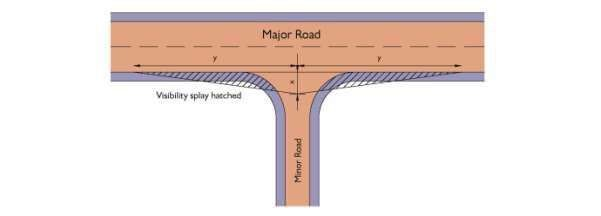 Major Road
y
y
x
Visibility splay hatched
Minor Road